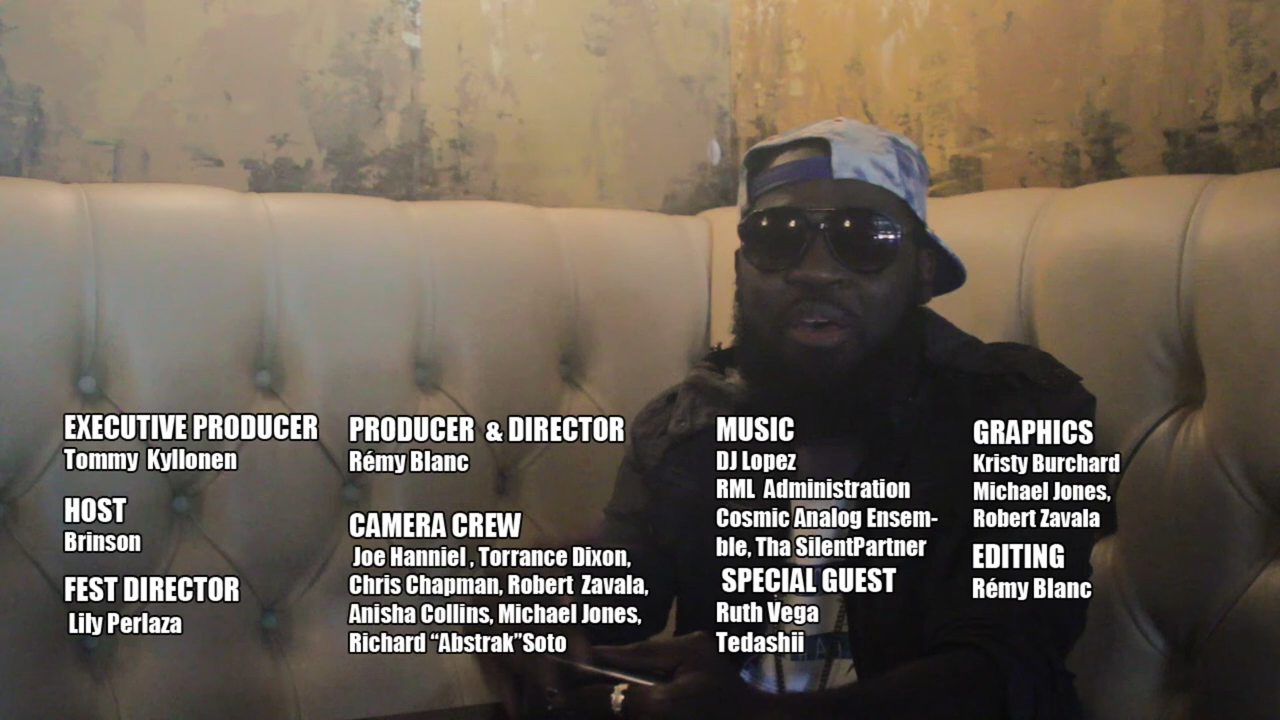 EXECUTIVE PRODUCER
Tommy Kyllonen
HOST
Brinson
FEST DIRECTOR
Lily Perlaza
PRODUCER & DIRECTOR
Rémy Blanc
CAMERA CREW
Joe Hanniel , Torrance Dixon,
Chris Chapman, Robert Zavala,
Anisha Collins, Michael Jones,
Richard “Abstrak”Soto
MUSIC
DJ Lopez
RML Administration
Cosmic Analog Ensem-
ble, Tha SilentPartner
SPECIAL GUEST
Ruth Vega
Tedashii
GRAPHICS
Kristy Burchard
Michael Jones,
Robert Zavala
EDITING
Rémy Blanc